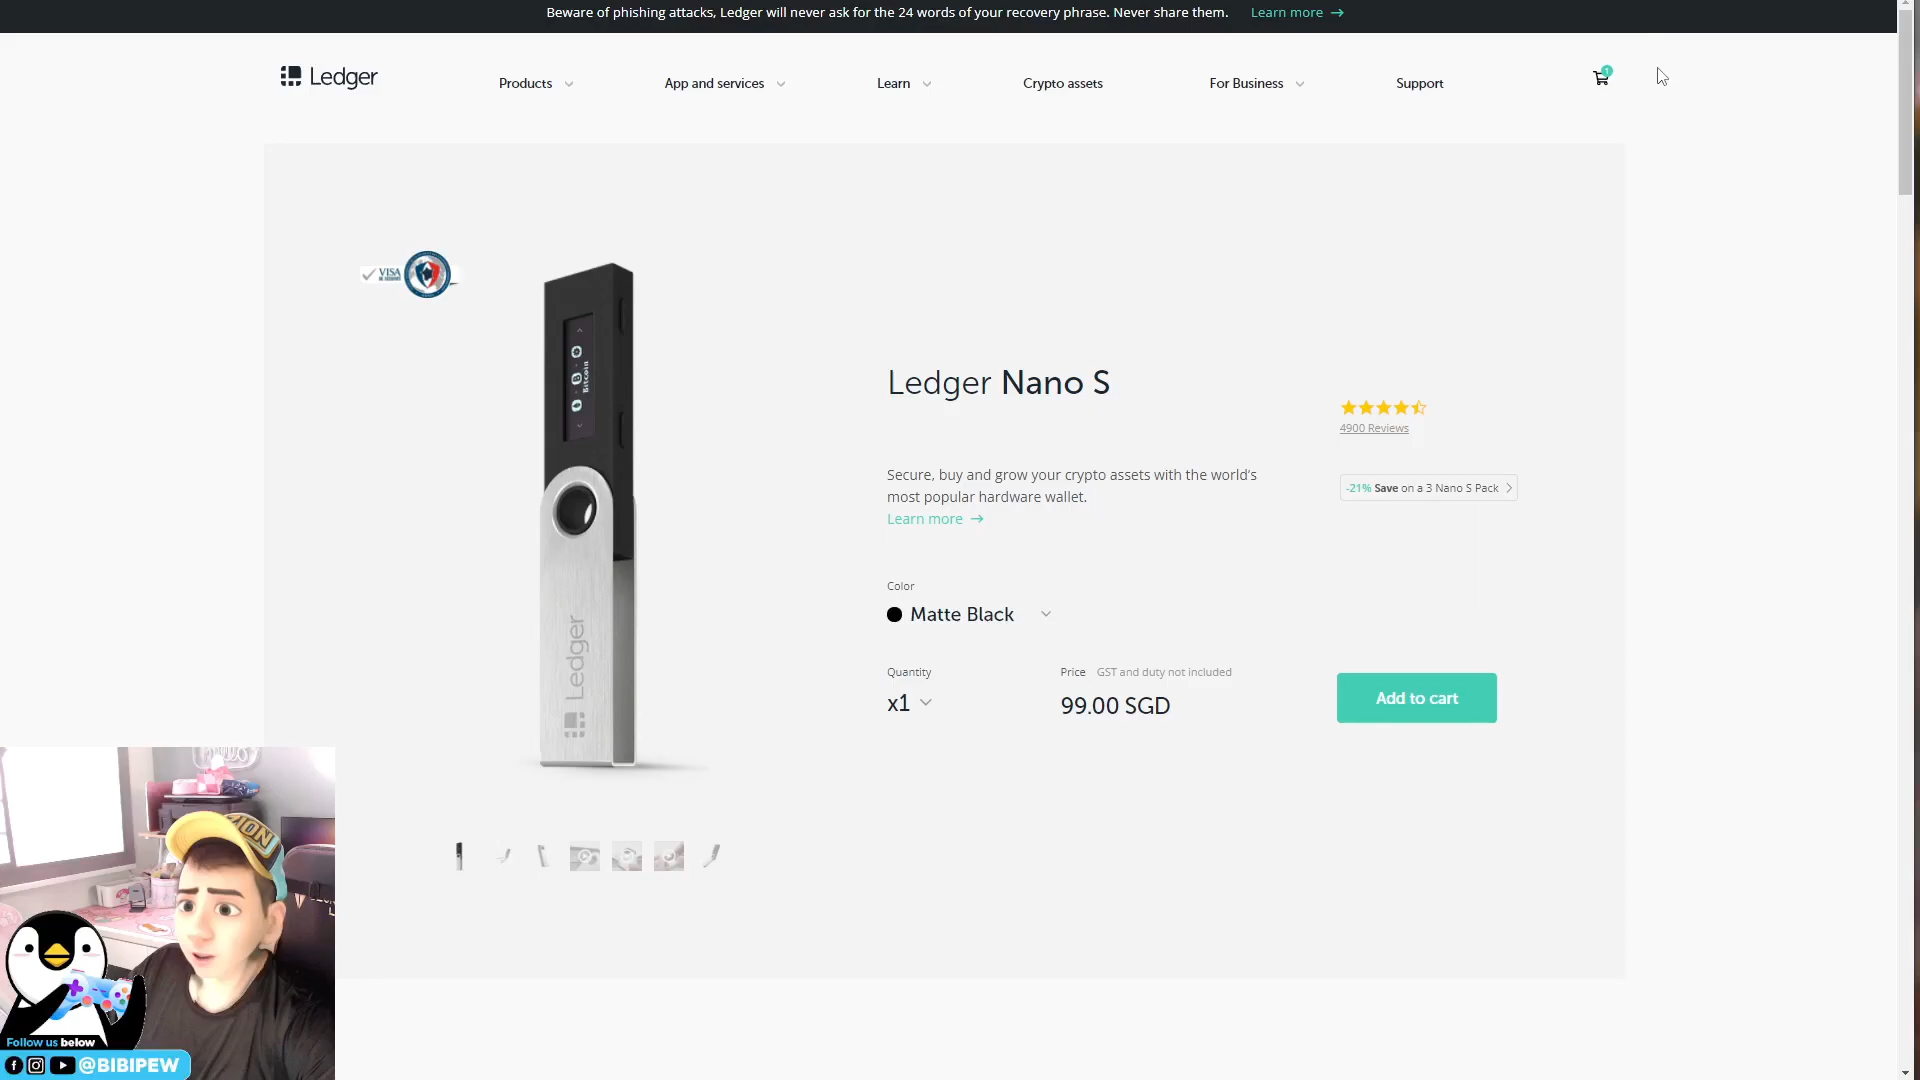 Beware of phishing attacks, Ledger will never ask for the 24 words of your recovery phrase. Never share them. Learn more →
Ledger
Products
App and services
Learn
Crypto assets
For Business
Support
1
VISA
Bitcoin
Ledger
Ledger Nano S
4900 Reviews
Secure, buy and grow your crypto assets with the world's
most popular hardware wallet.
Learn more →
-21% Save on a 3 Nano S Pack
Color
Matte Black
Quantity
x1
Price GST and duty not included
99.00 SGD
Add to cart
Follow us below
@BIBIPEW